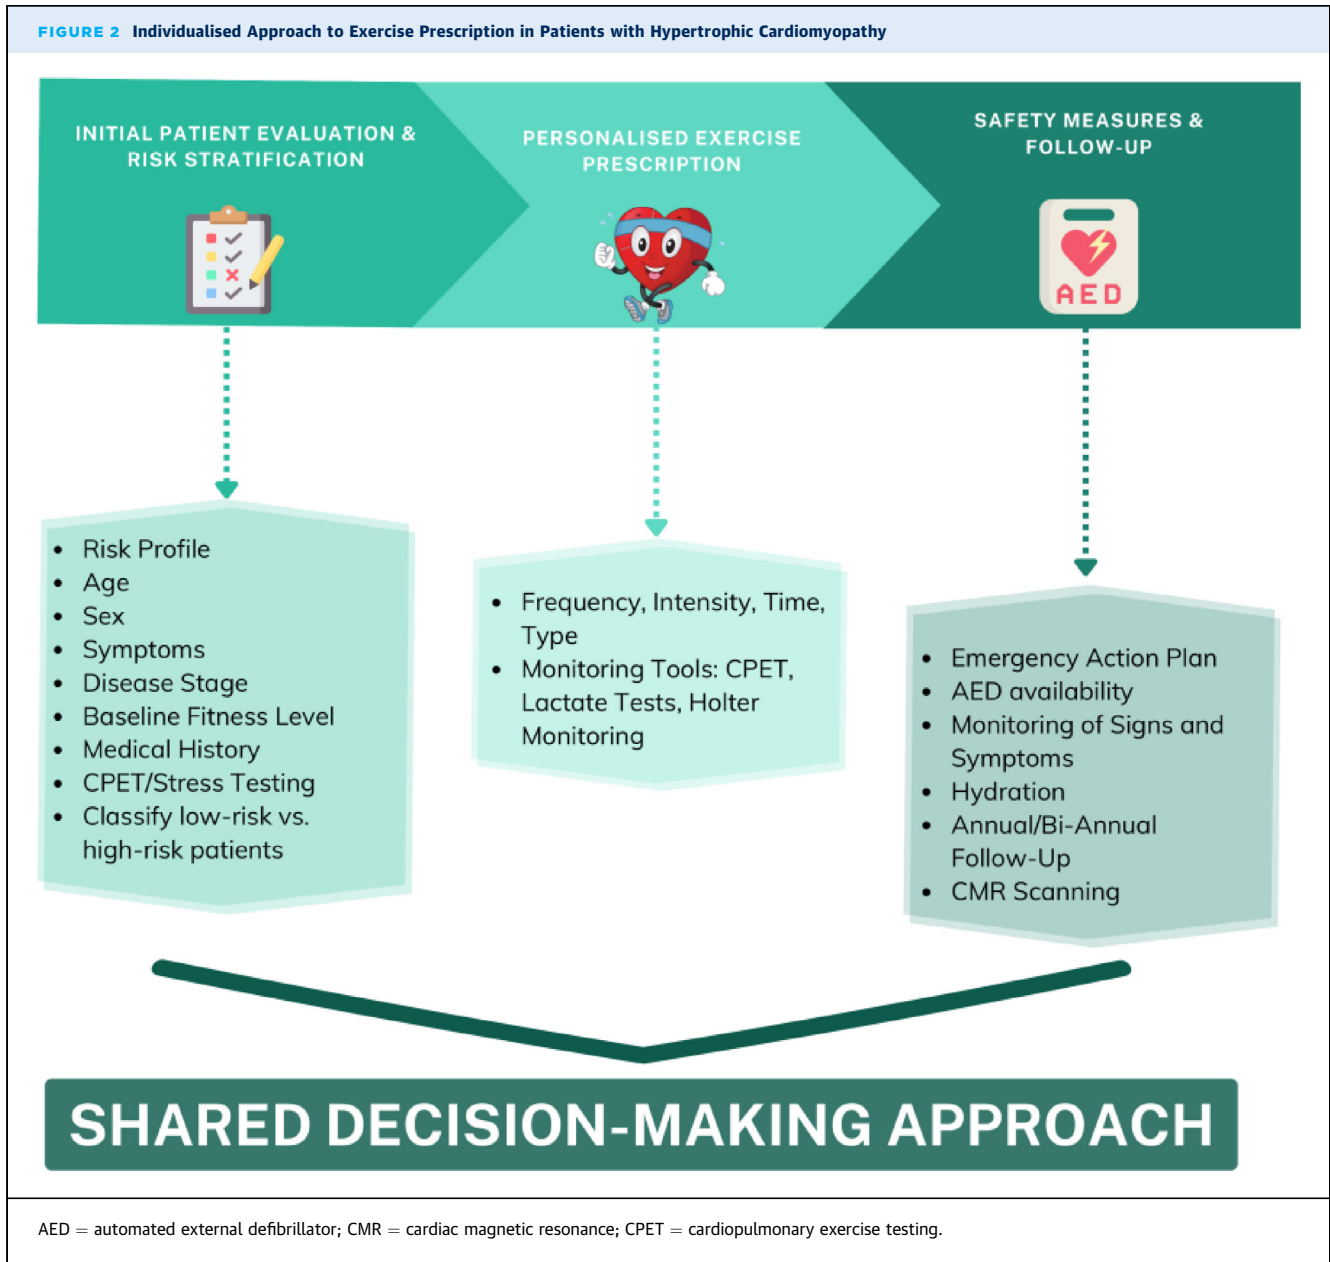 FIGURE 2 Individualised Approach to Exercise Prescription in Patients with Hypertrophic Cardiomyopathy
INITIAL PATIENT EVALUATION &
RISK STRATIFICATION
PERSONALISED EXERCISE
PRESCRIPTION
SAFETY MEASURES &
FOLLOW-UP
AED
• Risk Profile
• Age
• Sex
• Symptoms
• Disease Stage
• Baseline Fitness Level
• Medical History
• CPET/Stress Testing
• Classify low-risk vs.
high-risk patients
• Frequency, Intensity, Time,
Type
• Monitoring Tools: CPET,
Lactate Tests, Holter
Monitoring
• Emergency Action Plan
• AED availability
• Monitoring of Signs and
Symptoms
• Hydration
• Annual/Bi-Annual
Follow-Up
• CMR Scanning
SHARED DECISION-MAKING APPROACH
AED = automated external defibrillator; CMR = cardiac magnetic resonance; CPET = cardiopulmonary exercise testing.